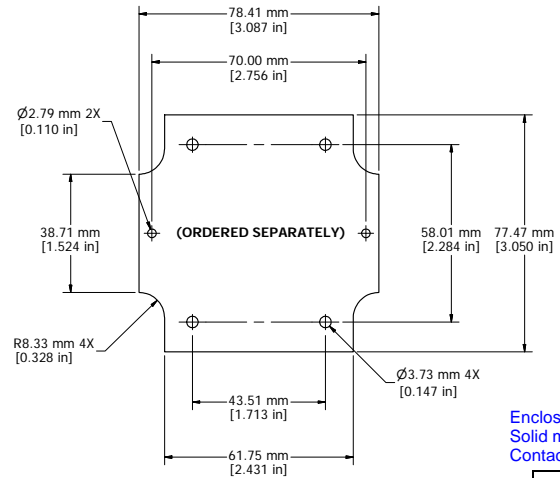 78.41 mm
[3.087 in]
70.00 mm
[2.756 in]
Ø2.79 mm 2X
[0.110 in]
38.71 mm
[1.524 in]
(ORDERED SEPARATELY)
58.01 mm
[2.284 in]
77.47 mm
[3.050 in]
R8.33 mm 4X
[0.328 in]
Ø3.73 mm 4X
[0.147 in]
43.51 mm
[1.713 in]
61.75 mm
[2.431 in]
Enclos
Solid m
Contac